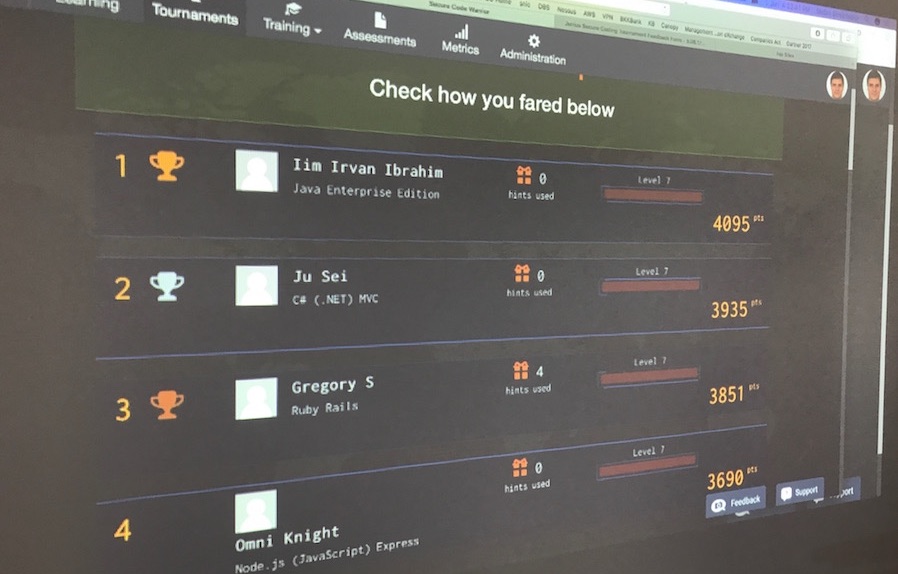 Secure Code Warrior
Tournaments
Training
Assessments
Metrics
Administration
Check how you fared below
1
Iim Irvan Ibrahim
Java Enterprise Edition
0
hints used
Level 7
4095 pts
2
Ju Sei
C# (.NET) MVC
0
hints used
Level 7
3935 pts
3
Gregory S
Ruby Rails
4
hints used
Level 7
3851 pts
4
Omni Knight
Node.js (JavaScript) Express
0
hints used
Level 7
3690 pts
Feedback
Support
port